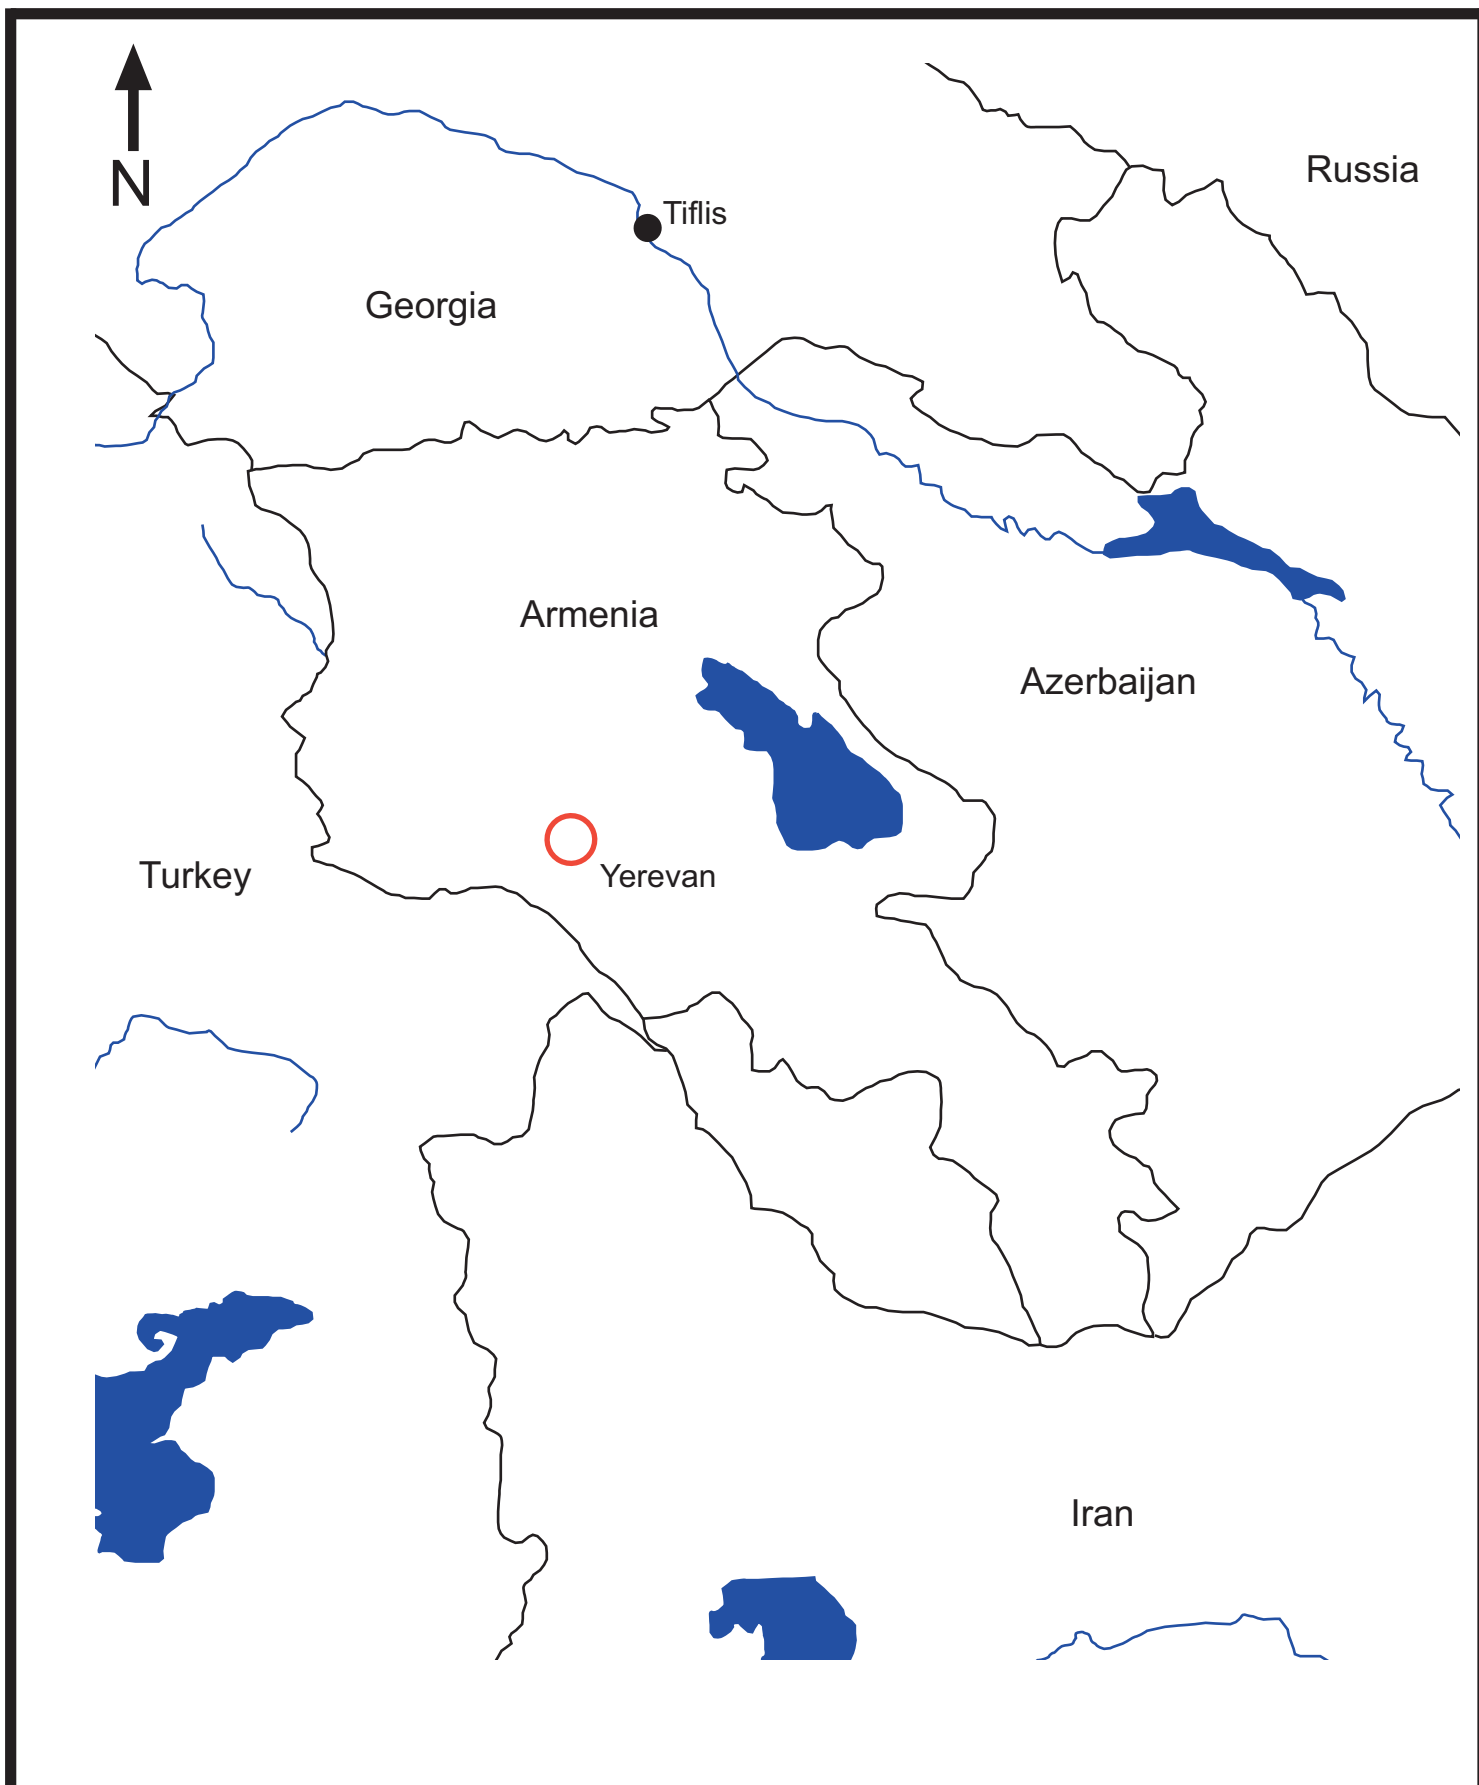 N
Russia
Tiflis
Georgia
Armenia
Azerbaijan
Turkey
Yerevan
Iran